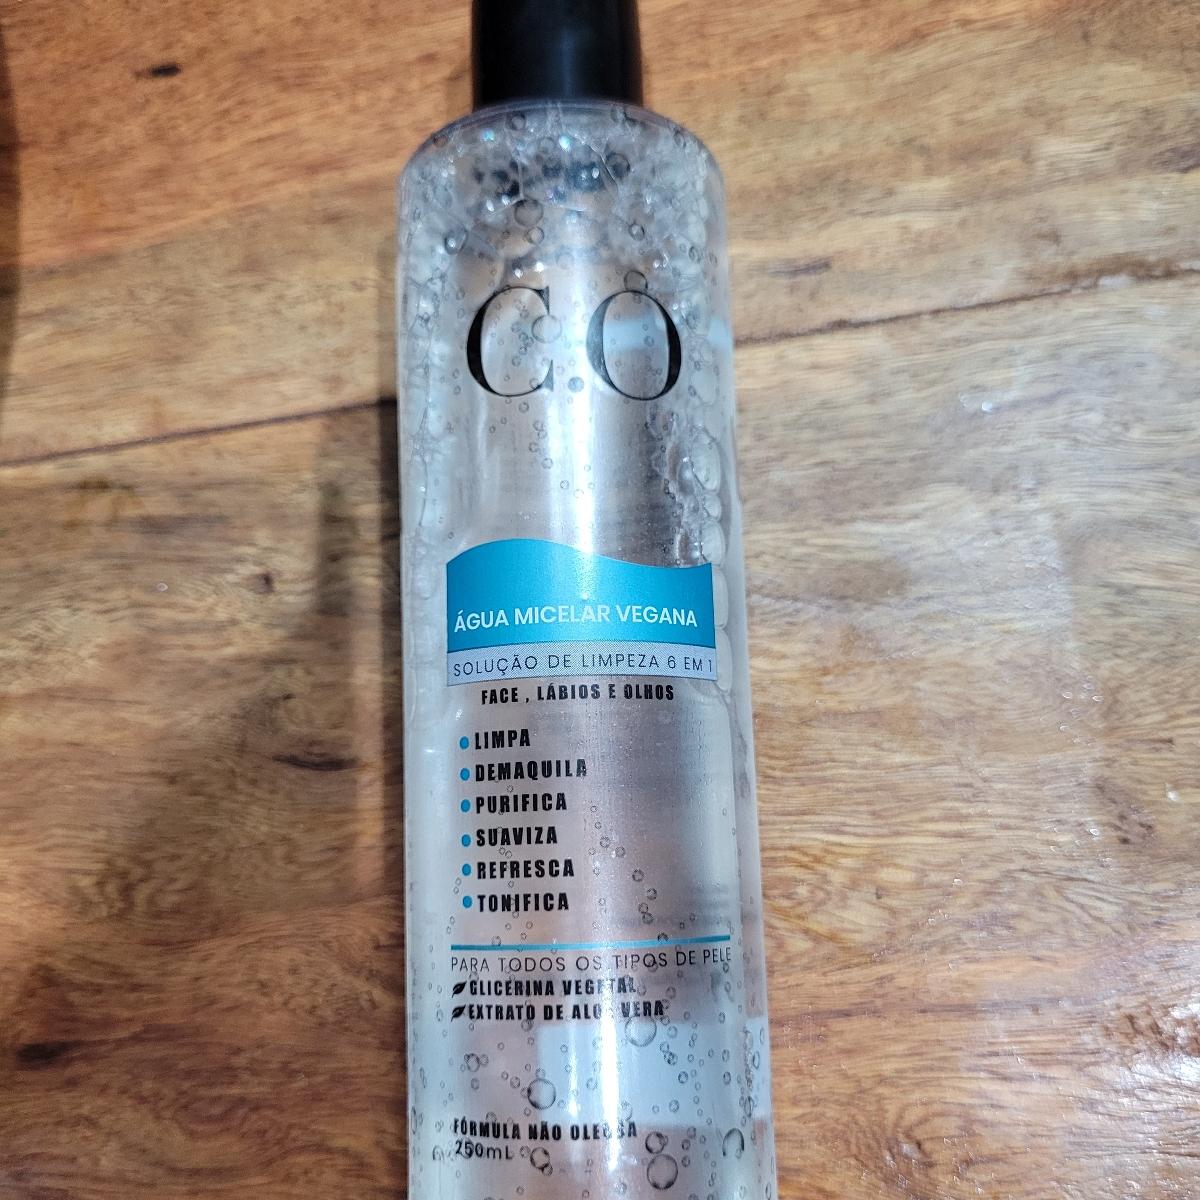 C.O
ÁGUA MICELAR VEGANA
SOLUÇÃO DE LIMPEZA 6 EM 1
FACE , LÁBIOS E OLHOS
LIMPA
DEMAQUILA
PURIFICA
SUAVIZA
REFRESCA
TONIFICA
PARA TODOS OS TIPOS DE PELE
GLICERINA VEGETAL
EXTRATO DE ALOE VERA
FÓRMULA NÃO OLEOSA
250mL